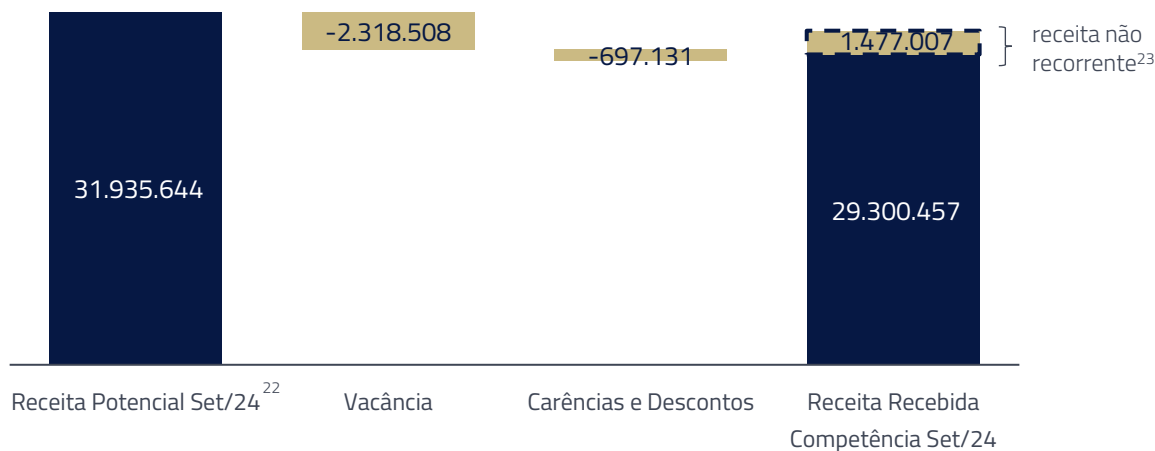 -2.318.508
-697.131
1.477.007
receita não
recorrente23
31.935.644
29.300.457
Receita Potencial Set/24 22
Vacância
Carências e Descontos
Receita Recebida
Competência Set/24